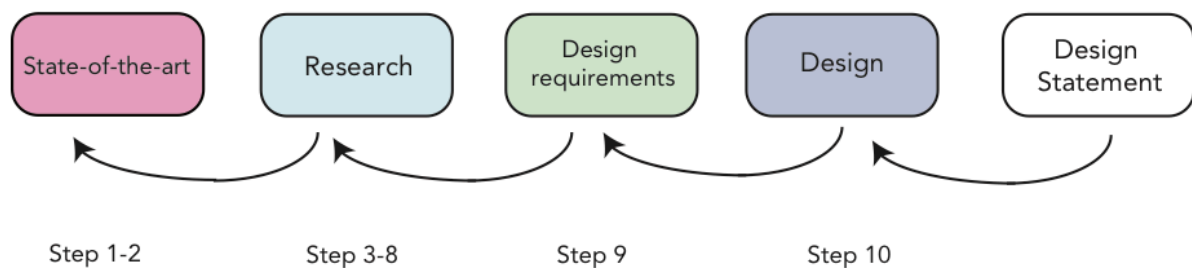 State-of-the-art
Research
Design
requirements
Design
Design
Statement
Step 1-2
Step 3-8
Step 9
Step 10